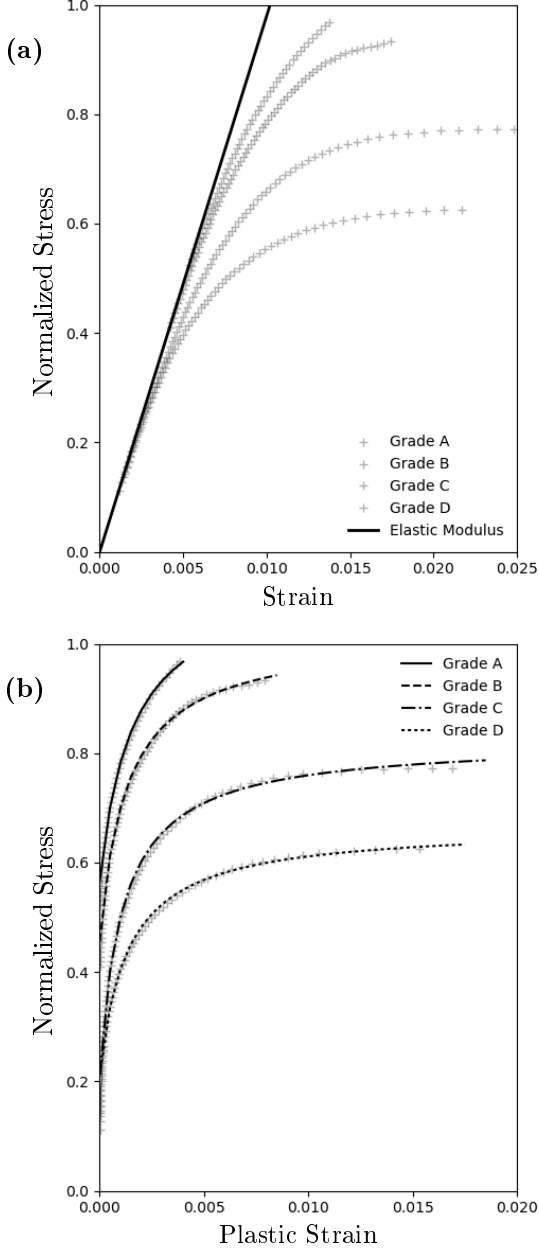 (a)
Normalized Stress
1.0
0.8
0.6
0.4
0.2
0.0
Grade A
Grade B
Grade C
Grade D
Elastic Modulus
0.000 0.005 0.010 0.015 0.020 0.025
Strain
(b)
Normalized Stress
1.0
0.8
0.6
0.4
0.2
0.0
Grade A
Grade B
Grade C
Grade D
0.000 0.005 0.010 0.015 0.020
Plastic Strain